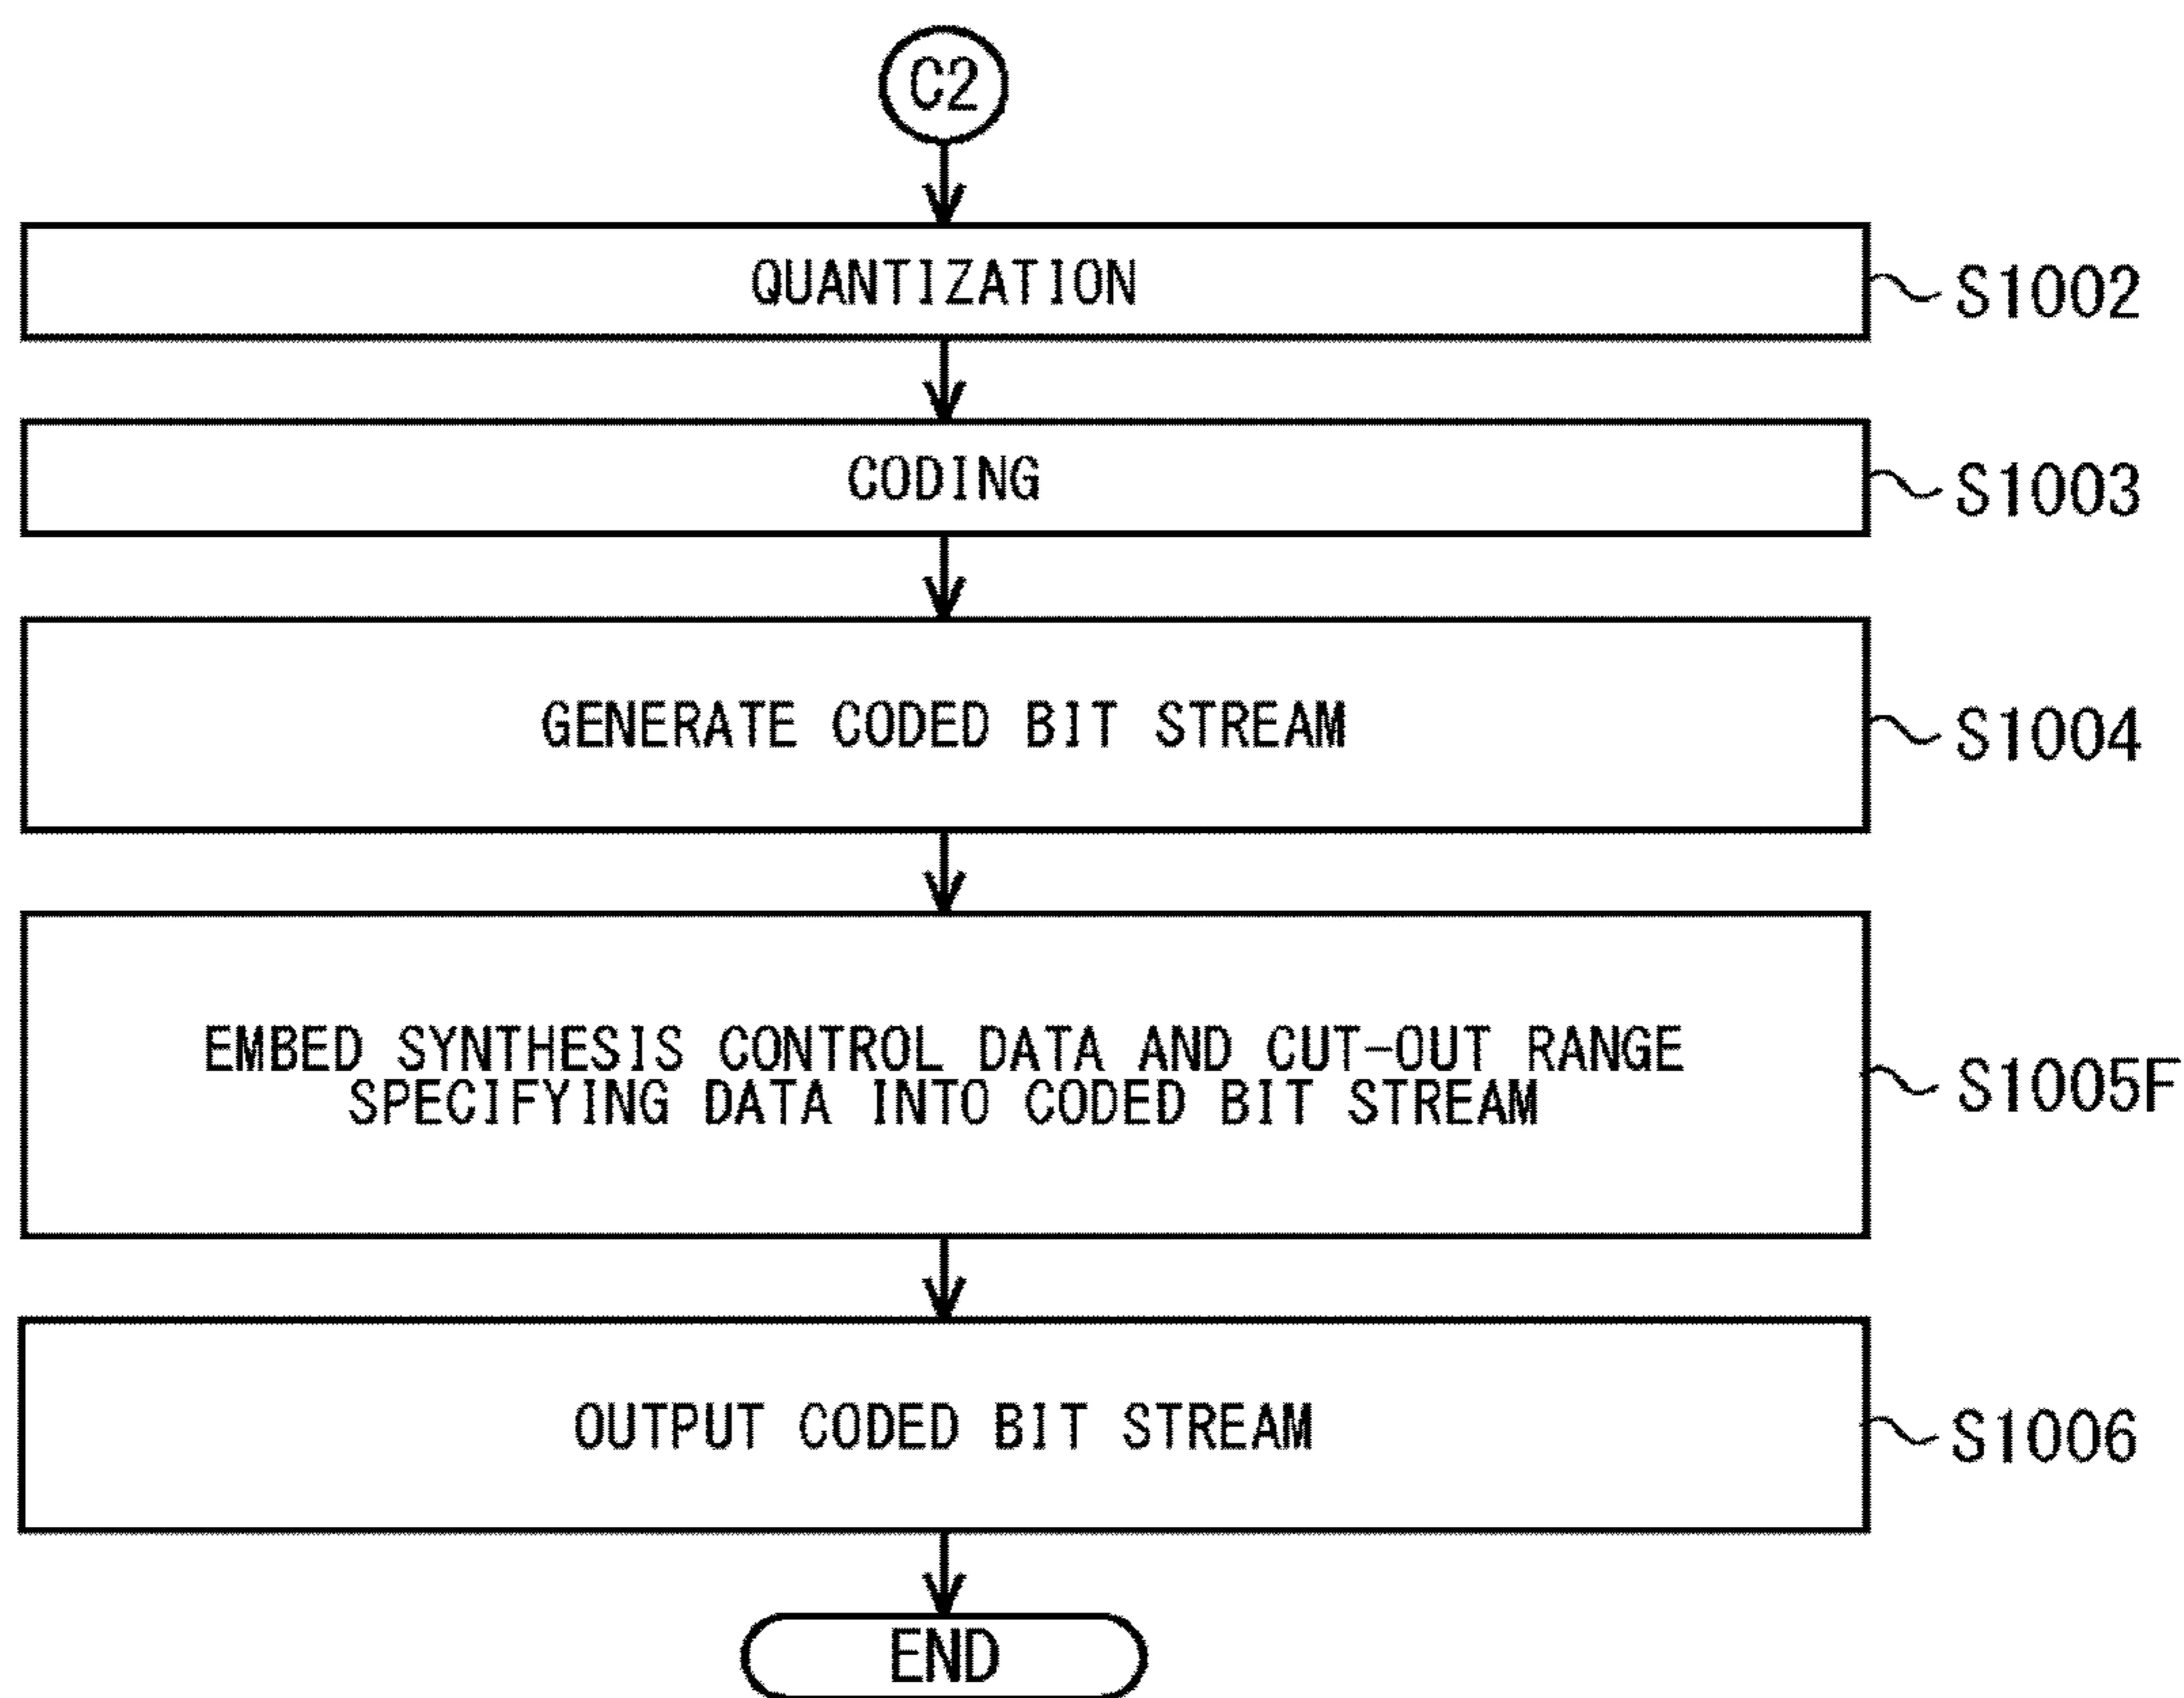 C2
QUANTIZATION
S1002
CODING
S1003
GENERATE CODED BIT STREAM
S1004
EMBED SYNTHESIS CONTROL DATA AND CUT-OUT RANGE
SPECIFYING DATA INTO CODED BIT STREAM
S1005F
OUTPUT CODED BIT STREAM
S1006
END